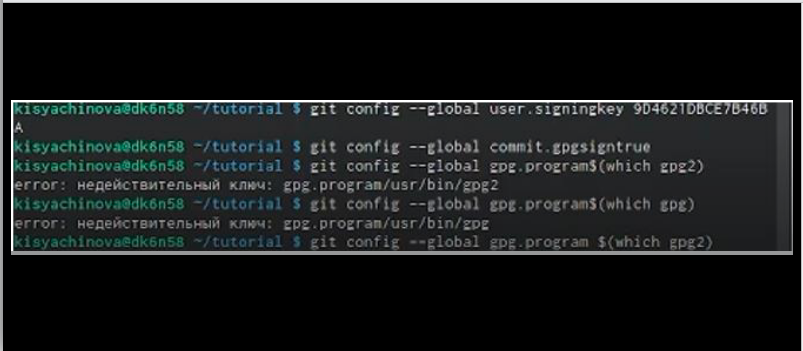 kisyachinova@dk6n58 ~/tutorial $ git config --global user.signingkey 9D4621DBCE7B46B
A
kisyachinova@dk6n58 ~/tutorial $ git config --global commit.gpgsigntrue
kisyachinova@dk6n58 ~/tutorial $ git config --global gpg.program$(which gpg2)
error: недействительный ключ: gpg.program/usr/bin/gpg2
kisyachinova@dk6n58 ~/tutorial $ git config --global gpg.program$(which gpg)
error: недействительный ключ: gpg.program/usr/bin/gpg
kisyachinova@dk6n58 ~/tutorial $ git config --global gpg.program $(which gpg2)